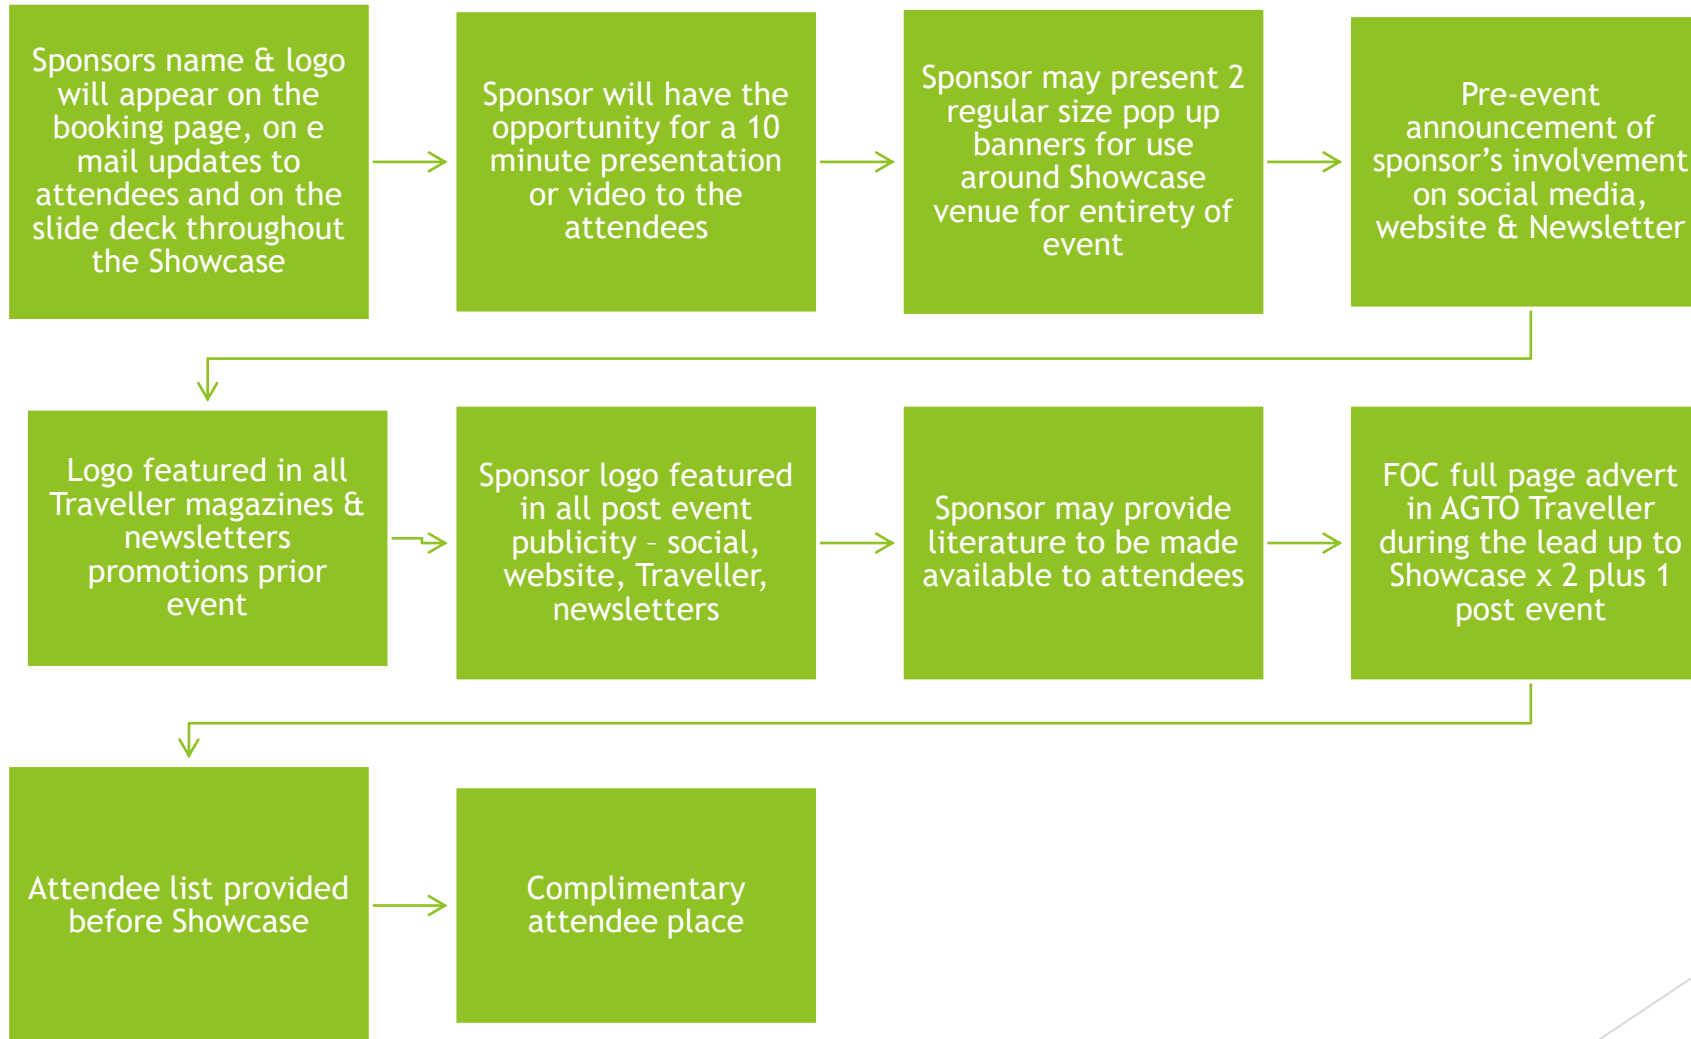 Sponsors name & logo
will appear on the
booking page, on e
mail updates to
attendees and on the
slide deck throughout
the Showcase
Sponsor will have the
opportunity for a 10
minute presentation
or video to the
attendees
Sponsor may present 2
regular size pop up
banners for use
around Showcase
venue for entirety of
event
Pre-event
announcement of
sponsor’s involvement
on social media,
website & Newsletter
Logo featured in all
Traveller magazines &
newsletters
promotions prior
event
Sponsor logo featured
in all post event
publicity – social,
website, Traveller,
newsletters
Sponsor may provide
literature to be made
available to attendees
FOC full page advert
in AGTO Traveller
during the lead up to
Showcase x 2 plus 1
post event
Attendee list provided
before Showcase
Complimentary
attendee place